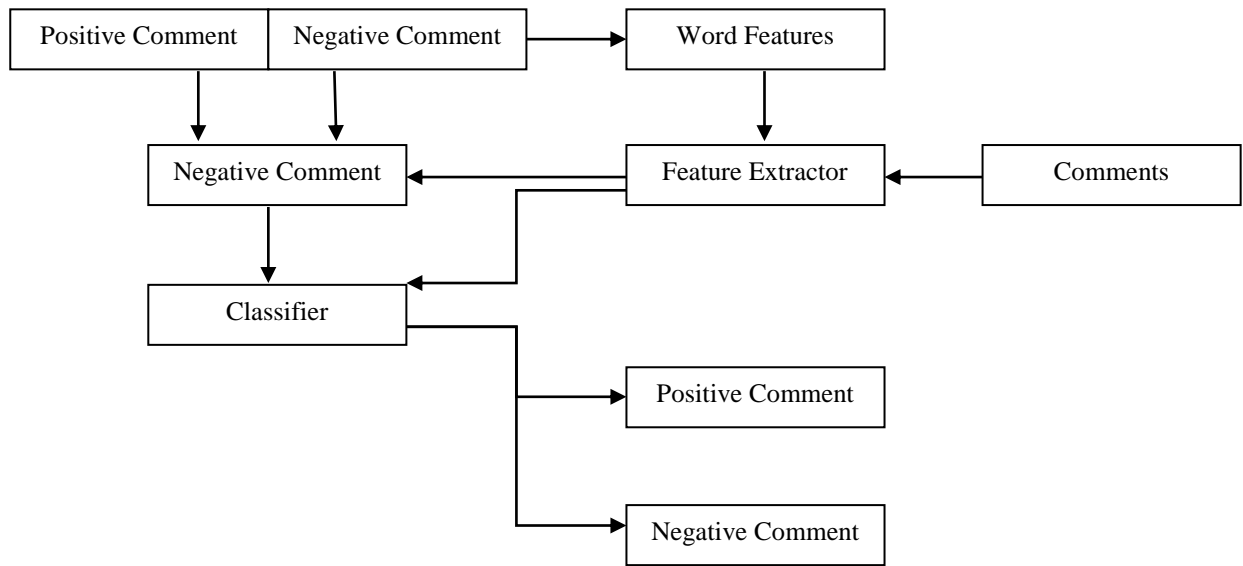 Positive Comment
Negative Comment
Word Features
Negative Comment
Feature Extractor
Comments
Classifier
Positive Comment
Negative Comment